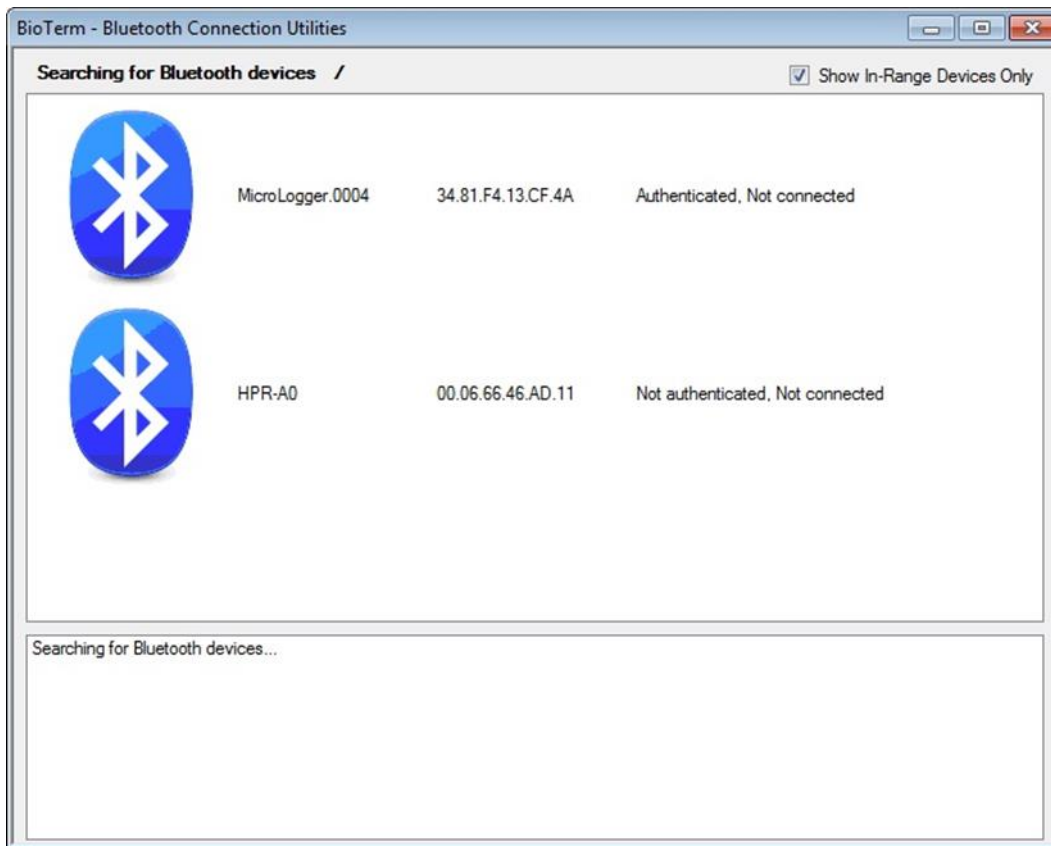 BioTerm - Bluetooth Connection Utilities
Searching for Bluetooth devices /
Show In-Range Devices Only
MicroLogger.0004 34.81.F4.13.CF.4A Authenticated, Not connected
HPR-A0 00.06.66.46.AD.11 Not authenticated, Not connected
Searching for Bluetooth devices...